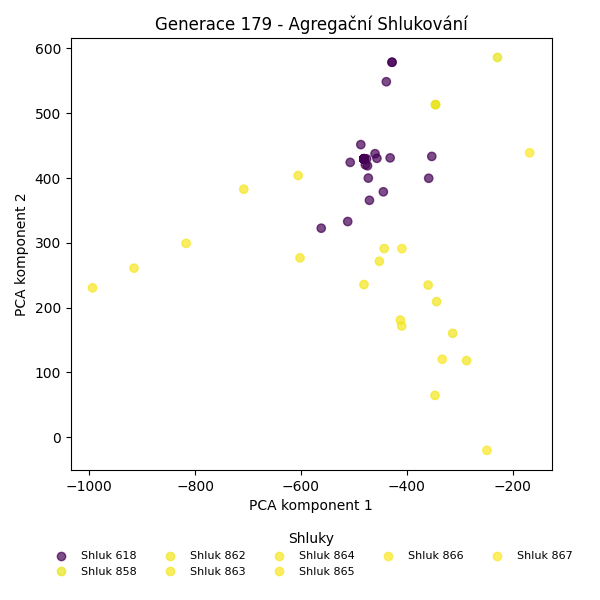 Generace 179 - Agregační Shlukování
600
500
400
300
200
100
0
PCA komponent 2
−1000 −800 −600 −400 −200
PCA komponent 1
Shluky
Shluk 618 Shluk 862 Shluk 864 Shluk 866 Shluk 867
Shluk 858 Shluk 863 Shluk 865